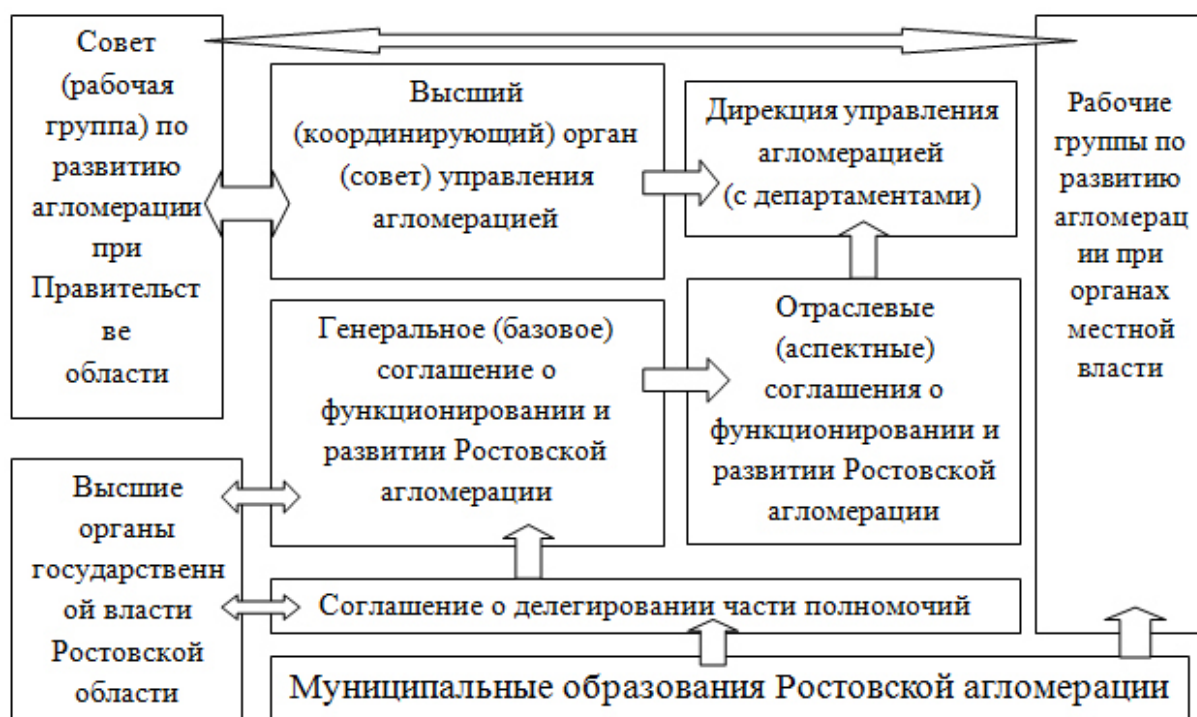 Совет
(рабочая
группа) по
развитию
агломерации
при
Правительст
ве
области
Высший
(координирующий) орган
(совет) управления
агломерацией
Дирекция управления
агломерацией
(с департаментами)
Рабочие
группы по
развитию
агломерац
ии при
органах
местной
власти
Генеральное (базовое)
соглашение о
функционировании и
развитии Ростовской
агломерации
Отраслевые
(аспектные)
соглашения о
функционировании и
развитии Ростовской
агломерации
Высшие
органы
государственн
ой власти
Ростовской
области
Соглашение о делегировании части полномочий
Муниципальные образования Ростовской агломерации